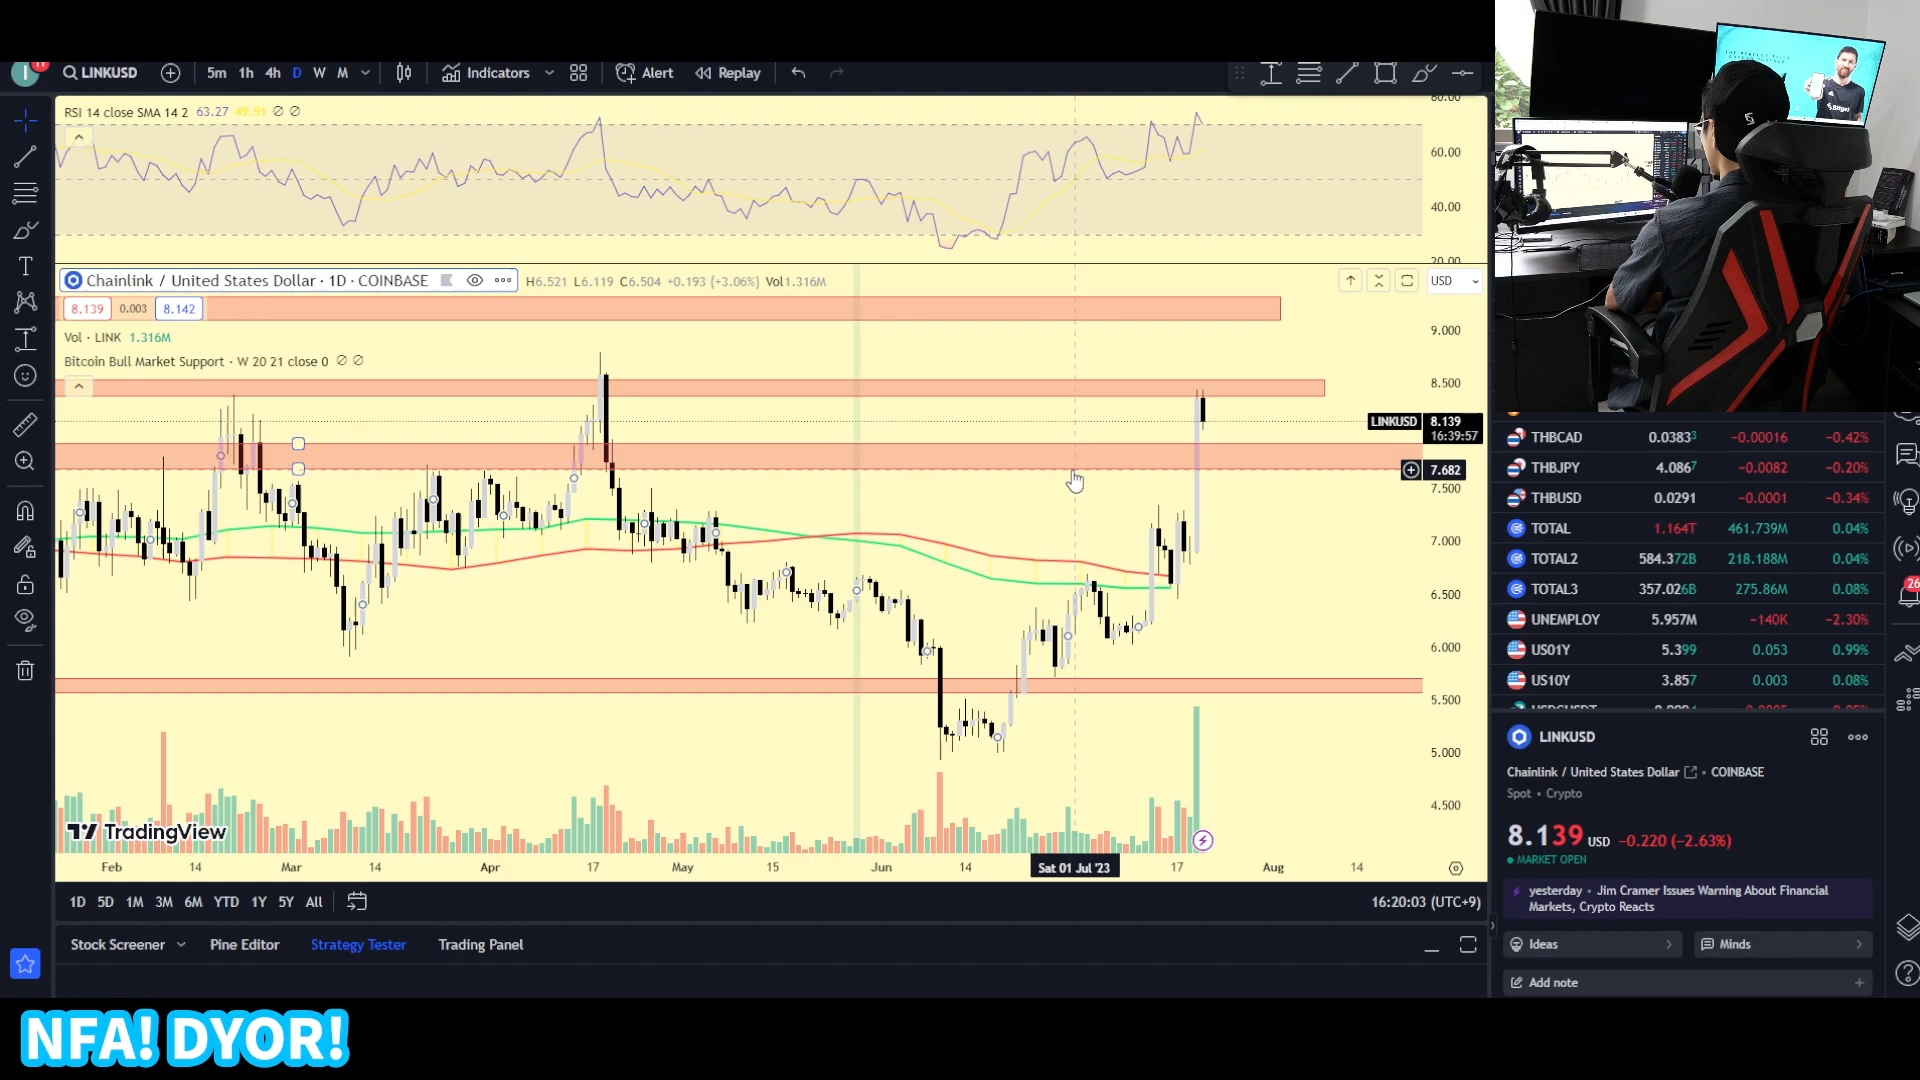 LINKUSD
5m 1h 4h D W M
Indicators
Alert
Replay
RSI 14 close SMA 14 2 63.27 49.91
80.00
60.00
40.00
20.00
Chainlink / United States Dollar · 1D · COINBASE
H6.521 L6.119 C6.504 +0.193 (+3.06%) Vol1.316M
USD
8.139 0.003 8.142
Vol · LINK 1.316M
Bitcoin Bull Market Support · W 20 21 close 0
9.000
8.500
LINKUSD 8.139
16:39:57
7.682
7.500
7.000
6.500
6.000
5.500
5.000
4.500
TradingView
Feb 14 Mar 14 Apr 17 May 15 Jun 14 Sat 01 Jul '23 17 Aug 14
1D 5D 1M 3M 6M YTD 1Y 5Y All
16:20:03 (UTC+9)
Stock Screener
Pine Editor
Strategy Tester
Trading Panel
THBCAD 0.0383³ −0.00016 −0.42%
THBJPY 4.086⁷ −0.0082 −0.20%
THBUSD 0.0291 −0.0001 −0.34%
TOTAL 1.164T 461.739M 0.04%
TOTAL2 584.372B 218.188M 0.04%
TOTAL3 357.026B 275.86M 0.08%
UNEMPLOY 5.957M −140K −2.30%
US01Y 5.399 0.053 0.99%
US10Y 3.857 0.003 0.08%
26
LINKUSD
Chainlink / United States Dollar • COINBASE
Spot • Crypto
8.139 USD −0.220 (−2.63%)
MARKET OPEN
yesterday • Jim Cramer Issues Warning About Financial
Markets, Crypto Reacts
Ideas
Minds
Add note
Bitget
NFA! DYOR!